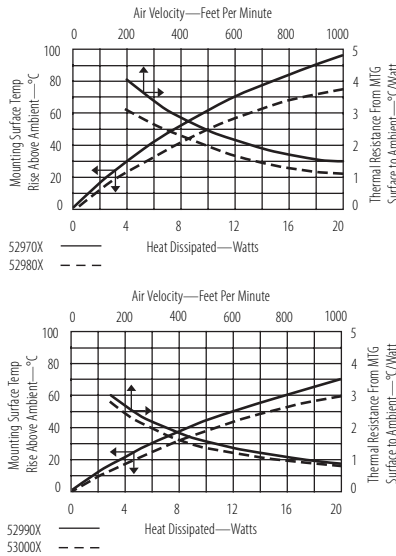 Air Velocity—Feet Per Minute
0 200 400 600 800 1000
100 5
80 4
60 3
40 2
20 1
0 0
Mounting Surface Temp
Rise Above Ambient—°C
Thermal Resistance From MTG
Surface to Ambient—°C/Watt
0 4 8 12 16 20
52970X Heat Dissipated—Watts
52980X
Air Velocity—Feet Per Minute
0 200 400 600 800 1000
100 5
80 4
60 3
40 2
20 1
0 0
Mounting Surface Temp
Rise Above Ambient—°C
Thermal Resistance From MTG
Surface to Ambient—°C/Watt
0 4 8 12 16 20
52990X Heat Dissipated—Watts
53000X